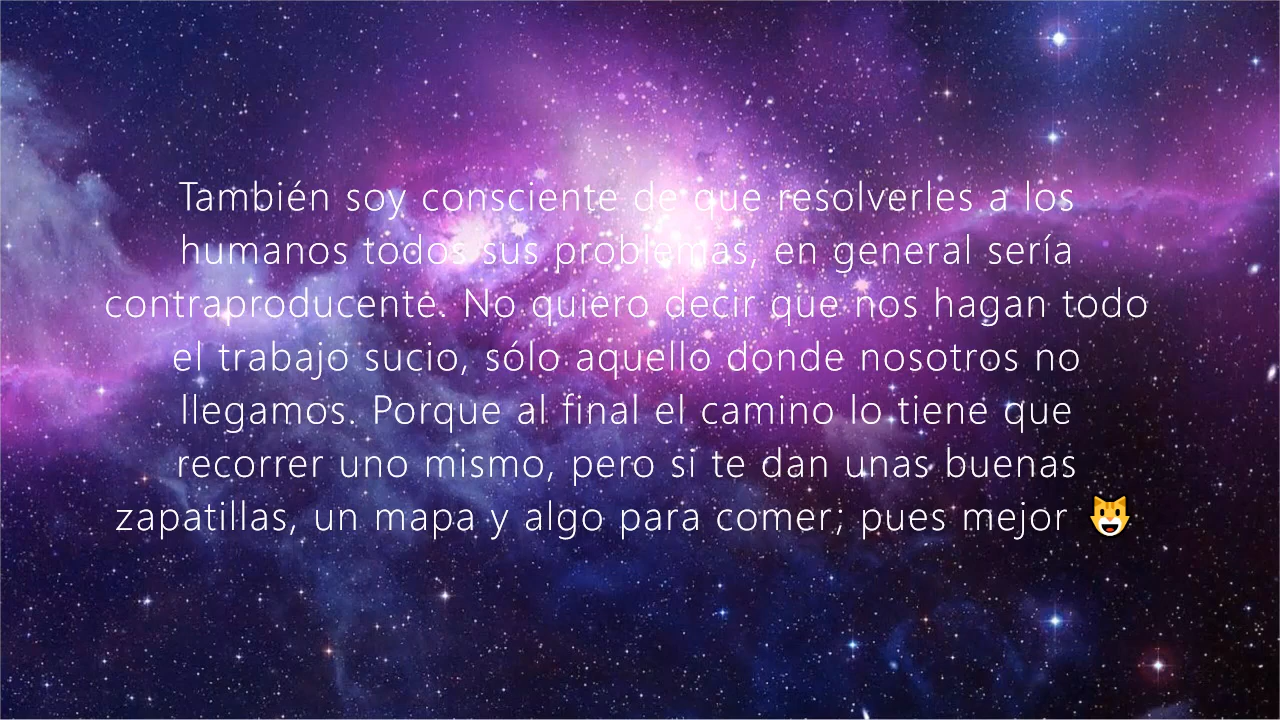 También soy consciente de que resolverles a los
humanos todos sus problemas, en general sería
contraproducente. No quiero decir que nos hagan todo
el trabajo sucio, sólo aquello donde nosotros no
llegamos. Porque al final el camino lo tiene que
recorrer uno mismo, pero si te dan unas buenas
zapatillas, un mapa y algo para comer; pues mejor 😺